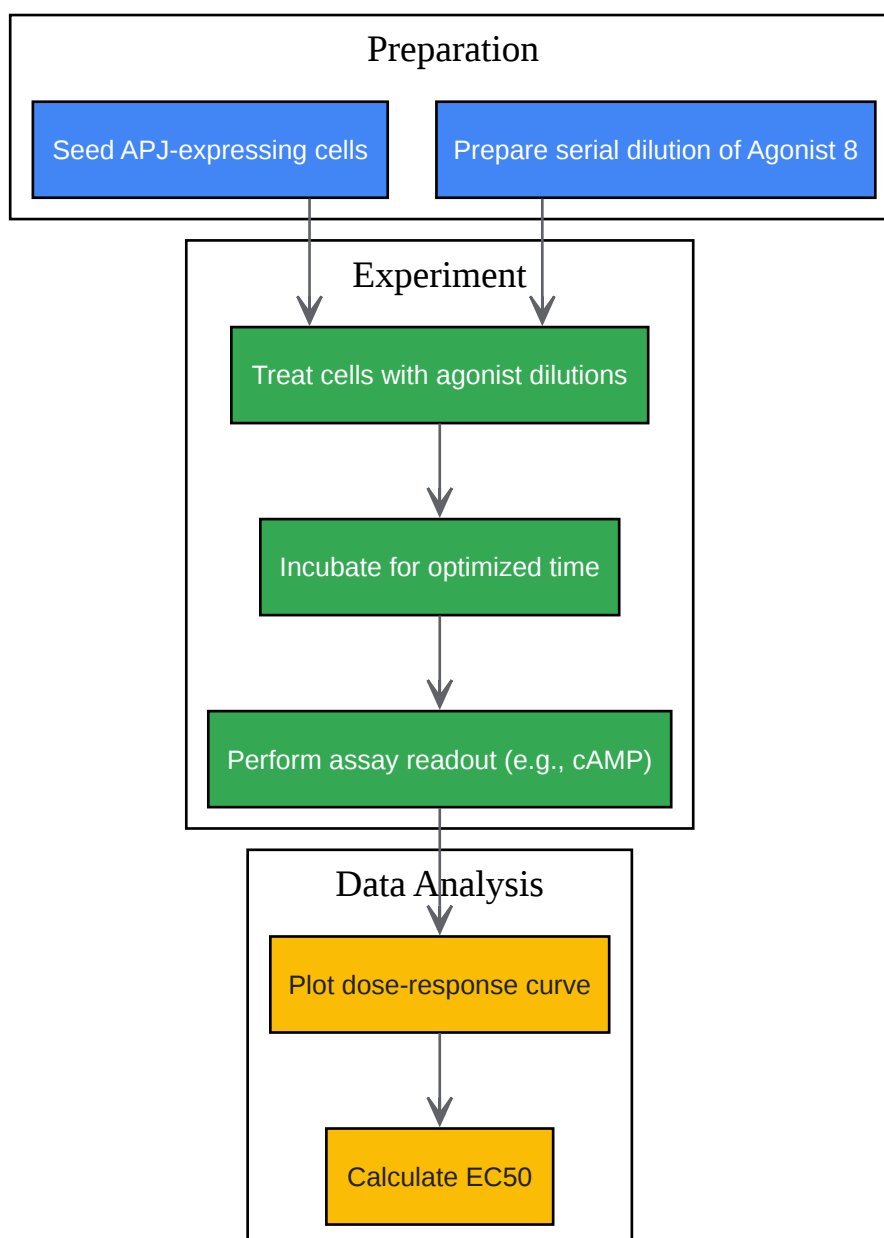 Preparation
Seed APJ-expressing cells
Prepare serial dilution of Agonist 8
Experiment
Treat cells with agonist dilutions
Incubate for optimized time
Perform assay readout (e.g., cAMP)
Data Analysis
Plot dose-response curve
Calculate EC50